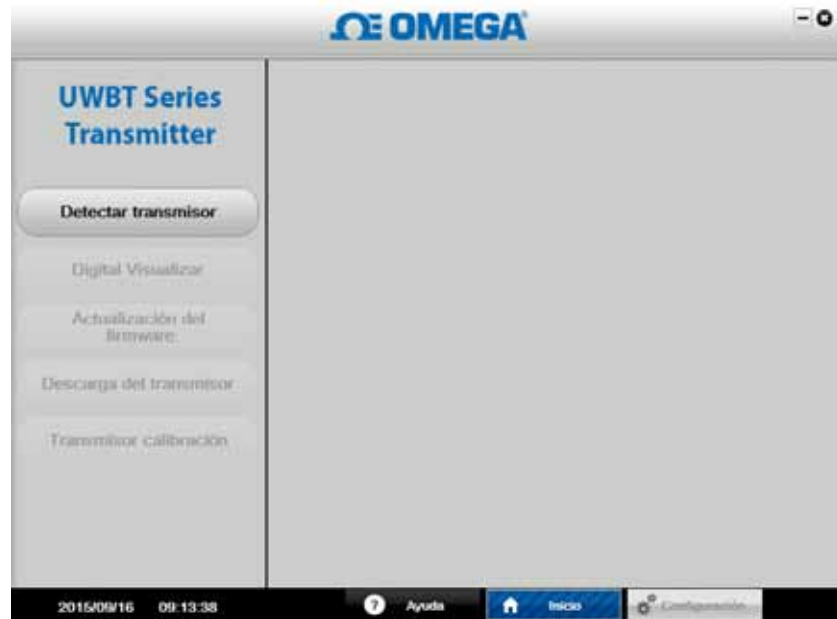 OMEGA
UWBT Series
Transmitter
Detectar transmisor
Digital Visualizar
Actualización del
firmware
Descarga del transmisor
Transmisor calibración
2015/09/16 09:13:38
? Ayuda
Inicio
Configuración